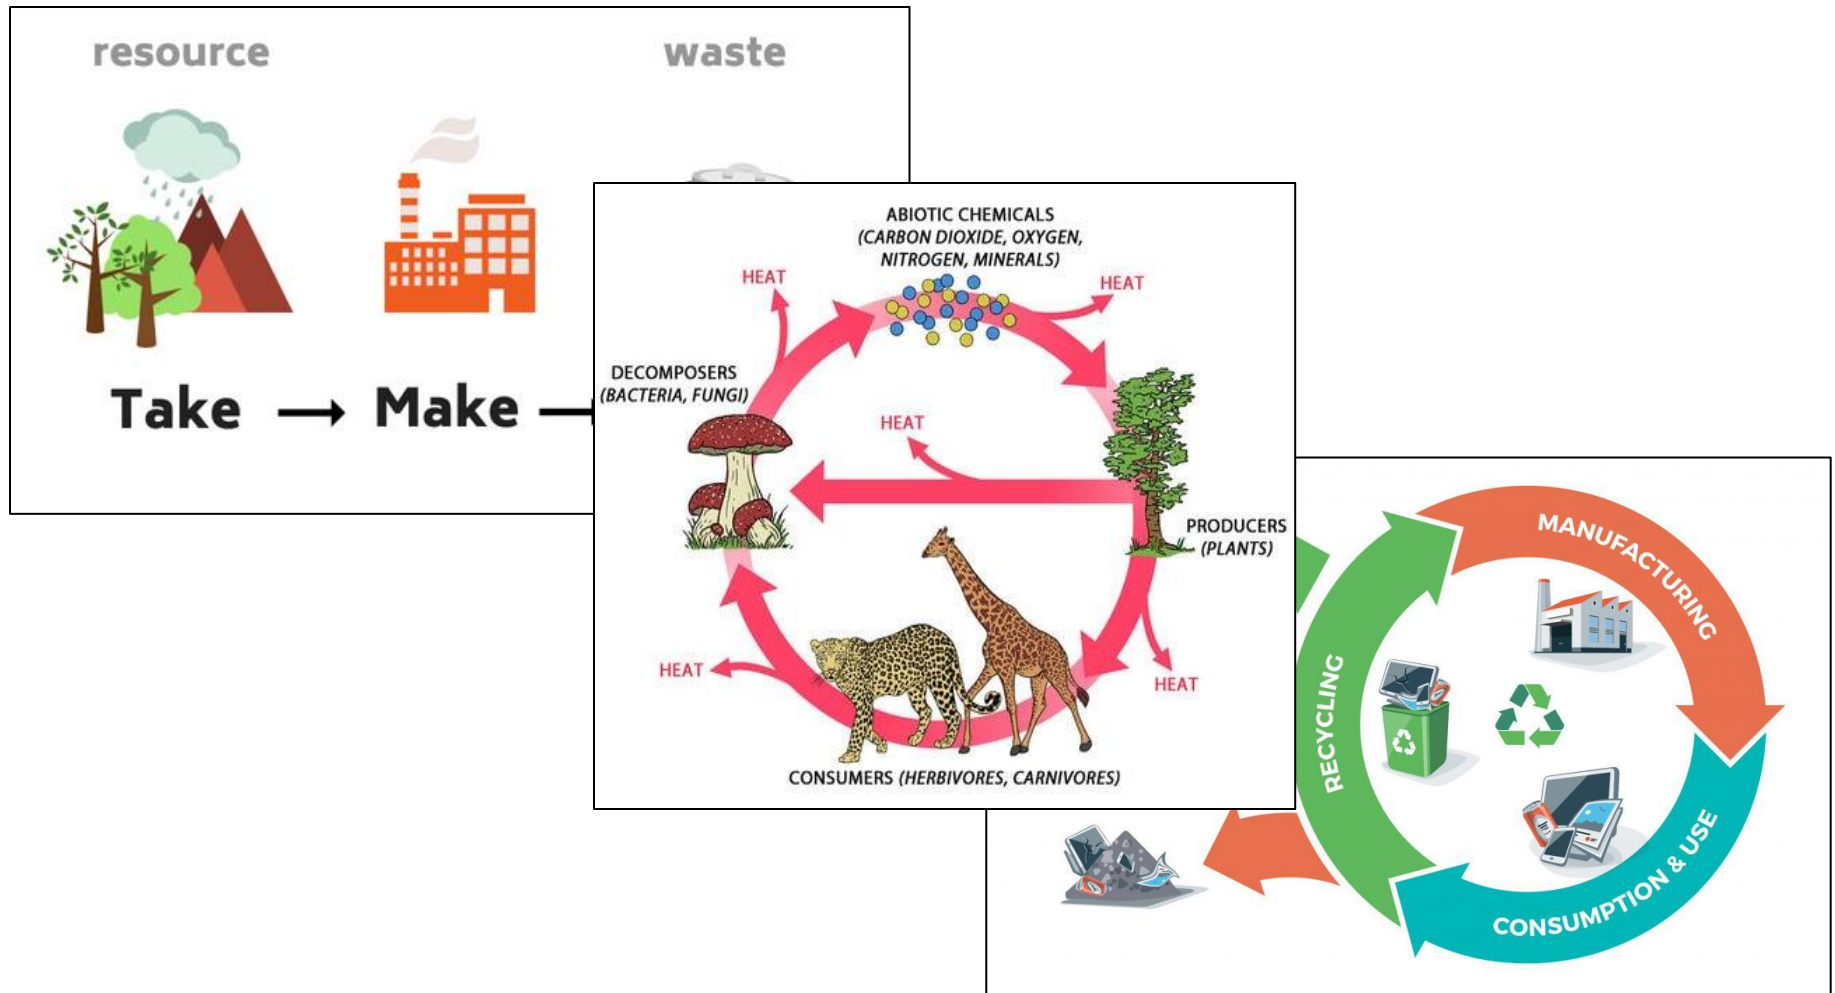 resource
waste
Take → Make
ABIOTIC CHEMICALS
(CARBON DIOXIDE, OXYGEN,
NITROGEN, MINERALS)
HEAT
HEAT
DECOMPOSERS
(BACTERIA, FUNGI)
HEAT
PRODUCERS
(PLANTS)
HEAT
HEAT
CONSUMERS (HERBIVORES, CARNIVORES)
MANUFACTURING
RECYCLING
CONSUMPTION & USE